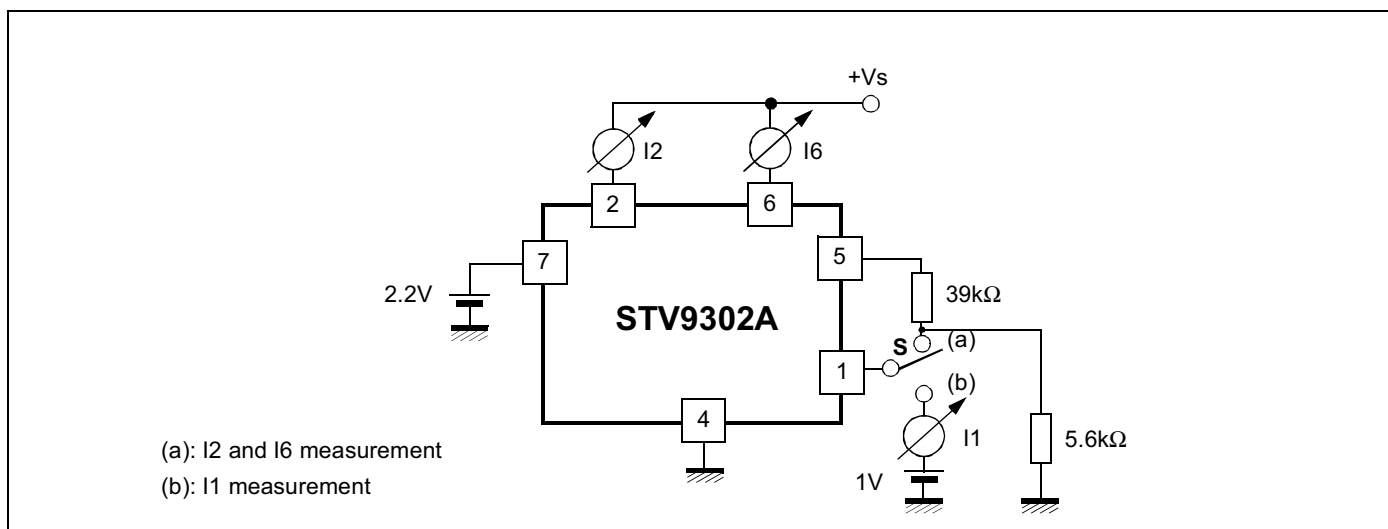 +Vs
I2
I6
2
6
7
5
2.2V
39kΩ
STV9302A
S
(a)
1
(b)
4
I1
5.6kΩ
1V
(a): I2 and I6 measurement
(b): I1 measurement